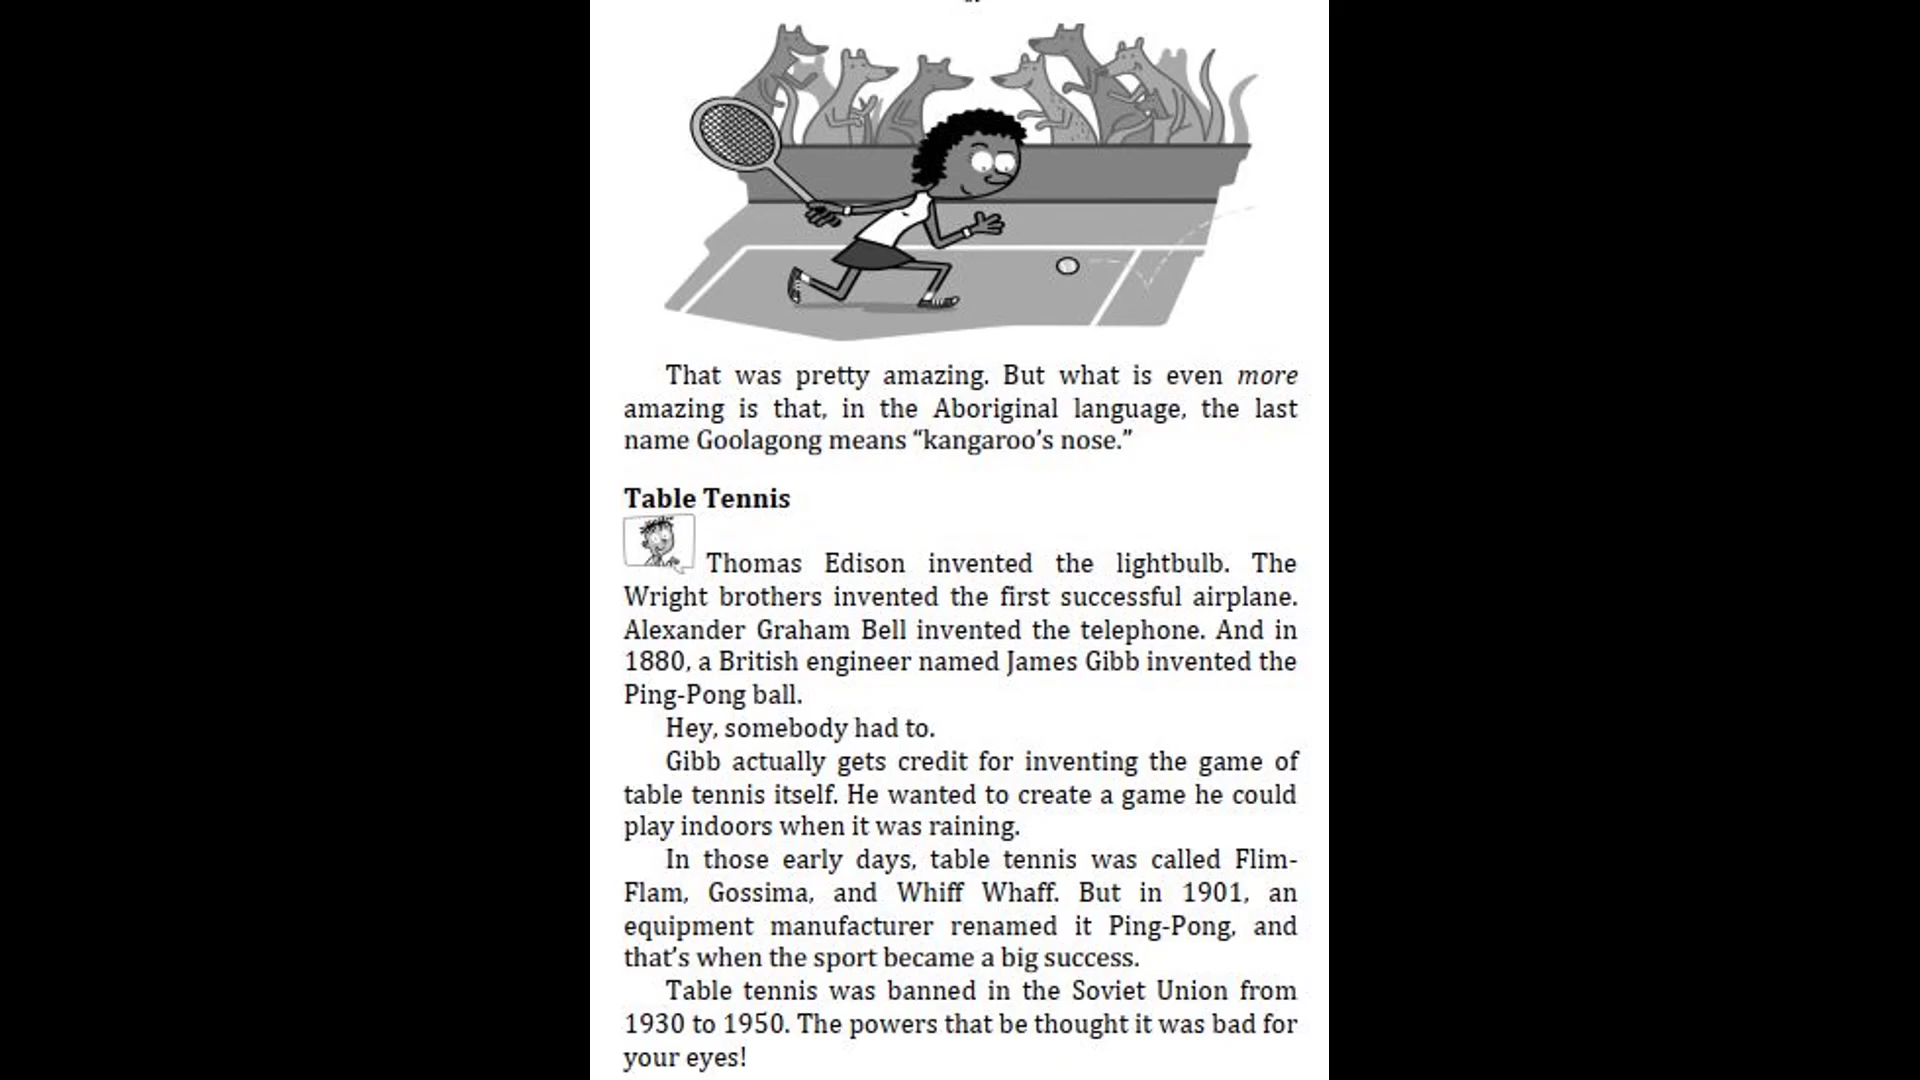 That was pretty amazing. But what is even more
amazing is that, in the Aboriginal language, the last
name Goolagong means “kangaroo’s nose.”
Table Tennis
Thomas Edison invented the lightbulb. The
Wright brothers invented the first successful airplane.
Alexander Graham Bell invented the telephone. And in
1880, a British engineer named James Gibb invented the
Ping-Pong ball.
Hey, somebody had to.
Gibb actually gets credit for inventing the game of
table tennis itself. He wanted to create a game he could
play indoors when it was raining.
In those early days, table tennis was called Flim-
Flam, Gossima, and Whiff Whaff. But in 1901, an
equipment manufacturer renamed it Ping-Pong, and
that’s when the sport became a big success.
Table tennis was banned in the Soviet Union from
1930 to 1950. The powers that be thought it was bad for
your eyes!